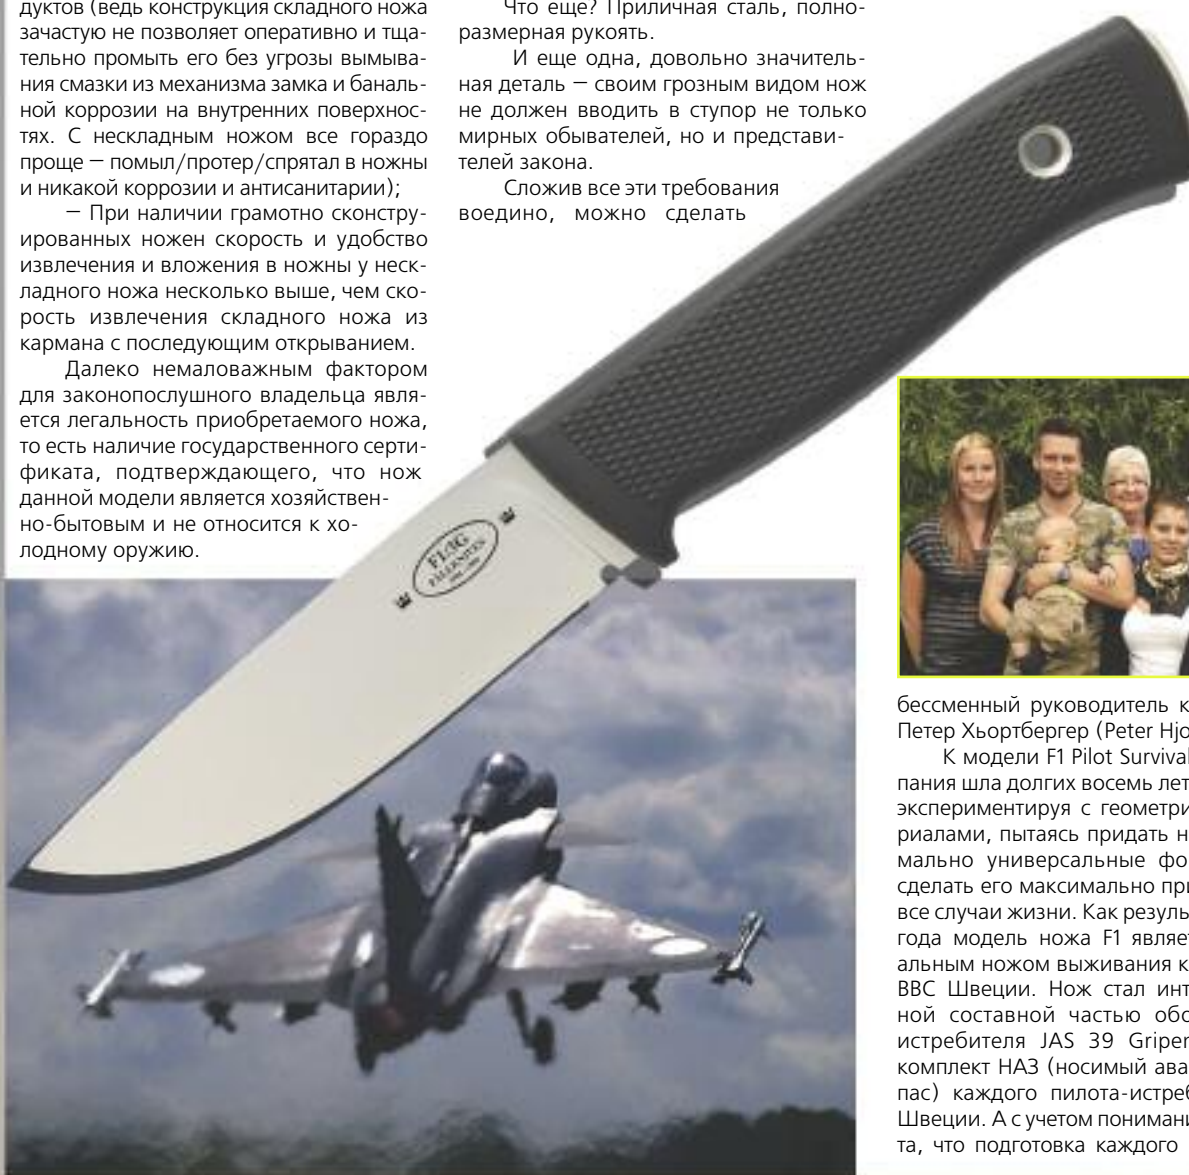 дуктов (ведь конструкция складного ножа
зачастую не позволяет оперативно и тща-
тельно промыть его без угрозы вымыва-
ния смазки из механизма замка и баналь-
ной коррозии на внутренних поверхнос-
тях. С нескладным ножом все гораздо
проще — помыл/протер/спрятал в ножны
и никакой коррозии и антисанитарии);
— При наличии грамотно сконстру-
ированных ножен скорость и удобство
извлечения и вложения в ножны у неск-
ладного ножа несколько выше, чем ско-
рость извлечения складного ножа из
кармана с последующим открыванием.
Далеко немаловажным фактором
для законопослушного владельца явля-
ется легальность приобретаемого ножа,
то есть наличие государственного серти-
фиката, подтверждающего, что нож
данной модели является хозяйствен-
но-бытовым и не относится к хо-
лодному оружию.
Что еще? Приличная сталь, полно-
размерная рукоять.
И еще одна, довольно значитель-
ная деталь — своим грозным видом нож
не должен вводить в ступор не только
мирных обывателей, но и представи-
телей закона.
Сложив все эти требования
воедино, можно сделать
F1-3G
FÄLLKNIVEN
бессменный руководитель к
Петер Хьортбергер (Peter Hjo
К модели F1 Pilot Survival
пания шла долгих восемь лет
экспериментируя с геометри
риалами, пытаясь придать н
мально универсальные фо
сделать его максимально при
все случаи жизни. Как резуль
года модель ножа F1 являет
альным ножом выживания к
ВВС Швеции. Нож стал инт
ной составной частью обо
истребителя JAS 39 Gripen
комплект НАЗ (носимый ава
пас) каждого пилота-истреб
Швеции. А с учетом понимани
та, что подготовка каждого